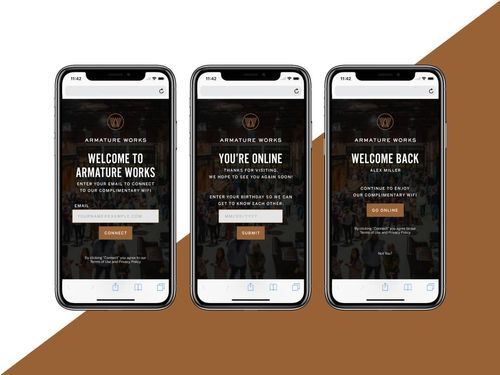 11:42
ARMATURE WORKS
WELCOME TO
ARMATURE WORKS
ENTER YOUR EMAIL TO CONNECT
TO OUR COMPLIMENTARY WIFI
EMAIL
YOURNAME@EXAMPLE.COM
CONNECT
By clicking "Connect" you agree to our
Terms of Use and Privacy Policy
11:42
ARMATURE WORKS
YOU'RE ONLINE
THANKS FOR VISITING.
WE HOPE TO SEE YOU AGAIN SOON!
ENTER YOUR BIRTHDAY SO WE CAN
GET TO KNOW EACH OTHER.
MM/DD/YYYY
SUBMIT
11:42
ARMATURE WORKS
WELCOME BACK
ALEX MILLER
CONTINUE TO ENJOY
OUR COMPLIMENTARY WIFI
GO ONLINE
By clicking "Connect" you agree to our
Terms of Use and Privacy Policy
Not You?